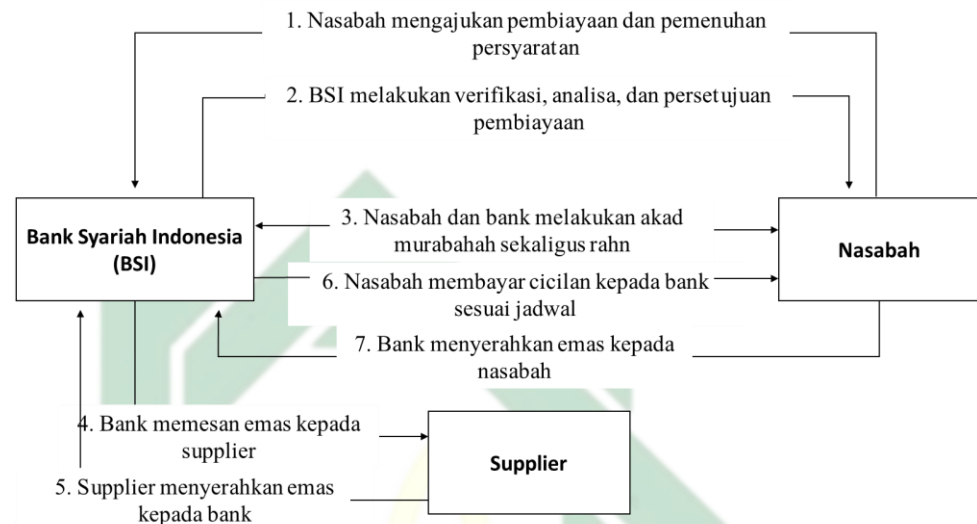 1. Nasabah mengajukan pembiayaan dan pemenuhan
persyaratan
2. BSI melakukan verifikasi, analisa, dan persetujuan
pembiayaan
Bank Syariah Indonesia
(BSI)
3. Nasabah dan bank melakukan akad
murabahah sekaligus rahn
Nasabah
6. Nasabah membayar cicilan kepada bank
sesuai jadwal
7. Bank menyerahkan emas kepada
nasabah
4. Bank memesan emas kepada
supplier
Supplier
5. Supplier menyerahkan emas
kepada bank